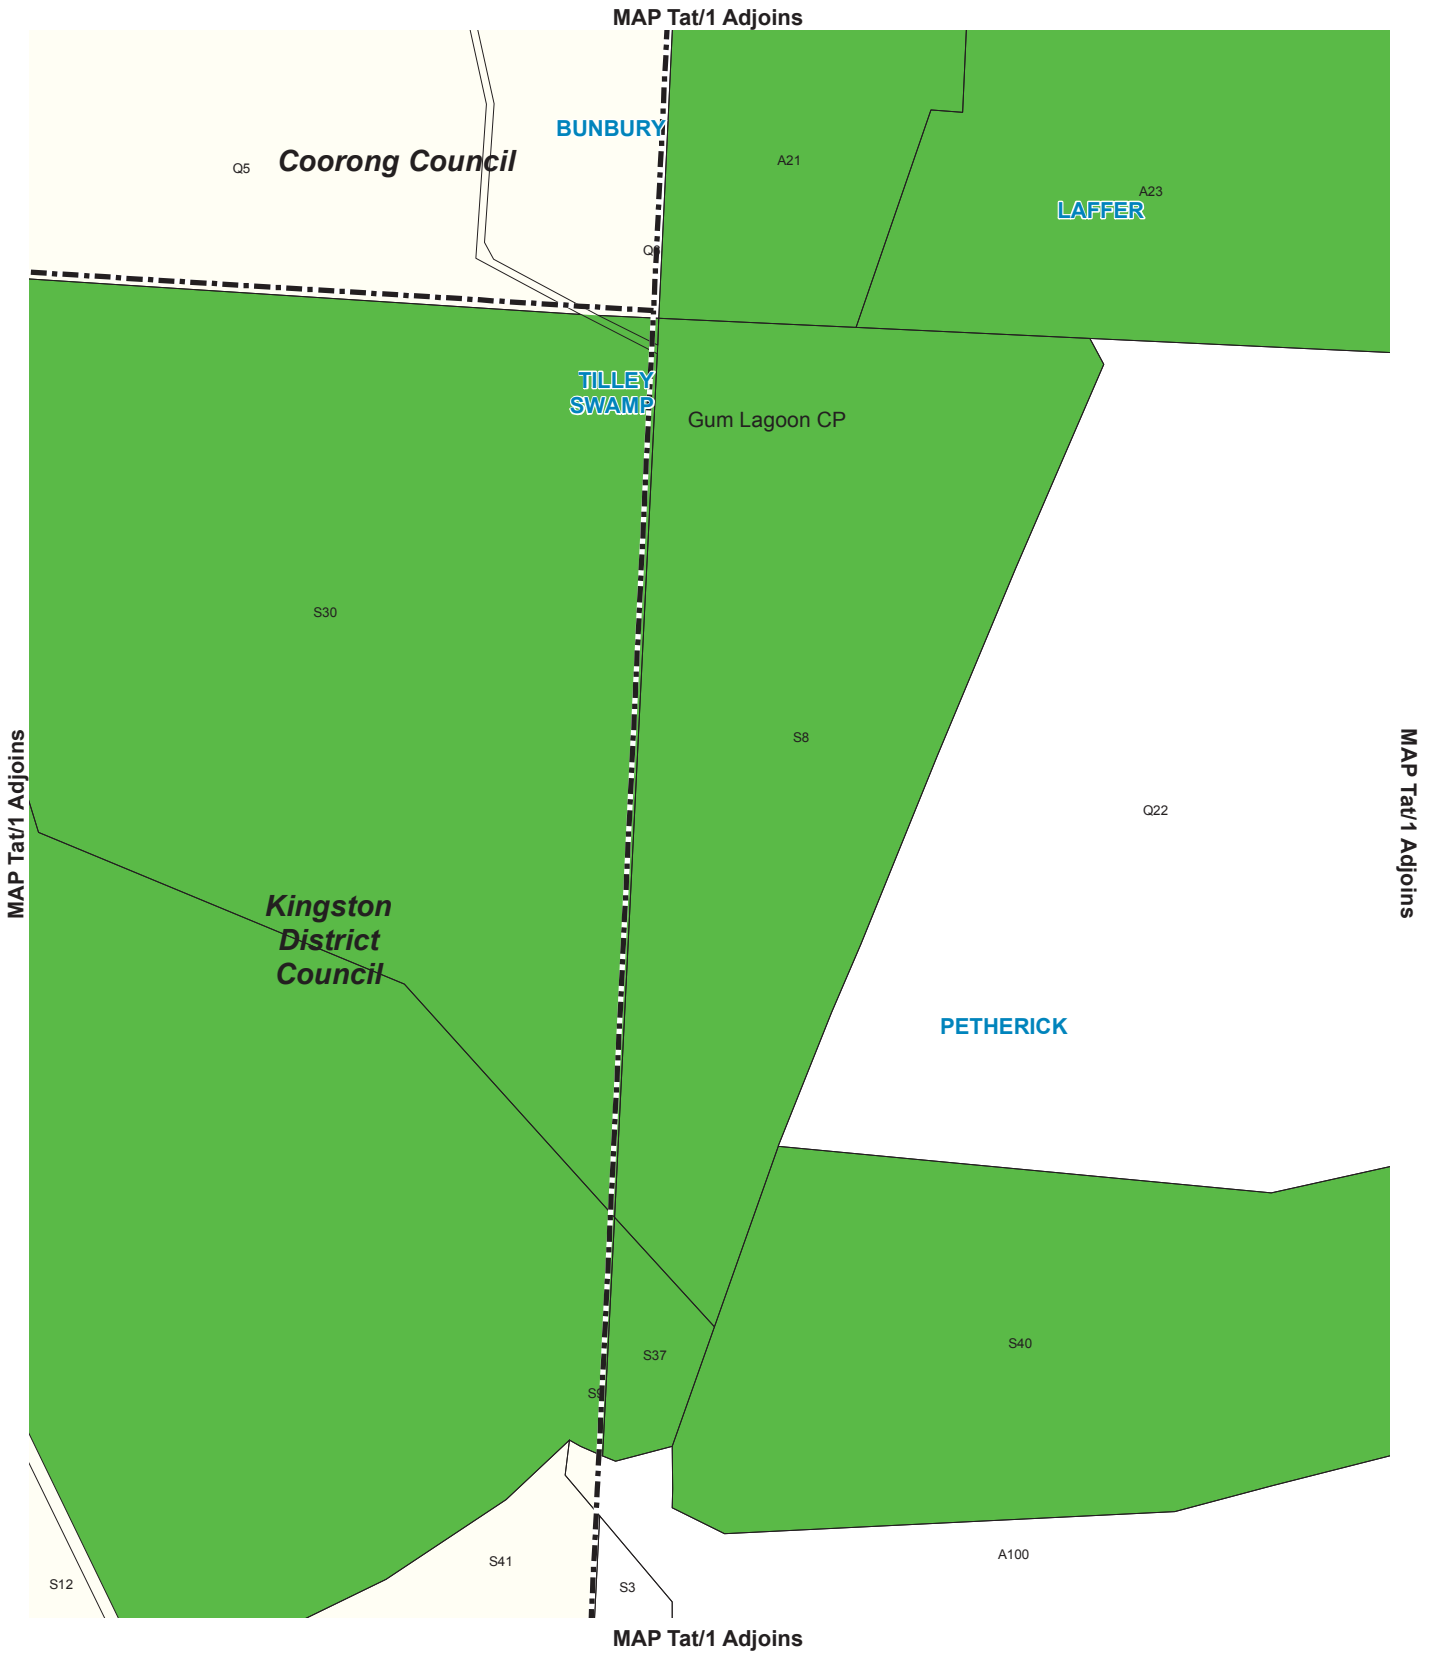 MAP Tat/1 Adjoins
BUNBURY
Coorong Council
Q5
A21
A23
LAFFER
TILLEY
SWAMP
Gum Lagoon CP
S30
S8
MAP Tat/1 Adjoins
MAP Tat/1 Adjoins
Q22
Kingston
District
Council
PETHERICK
S40
S37
S9
A100
S41
S12
S3
MAP Tat/1 Adjoins